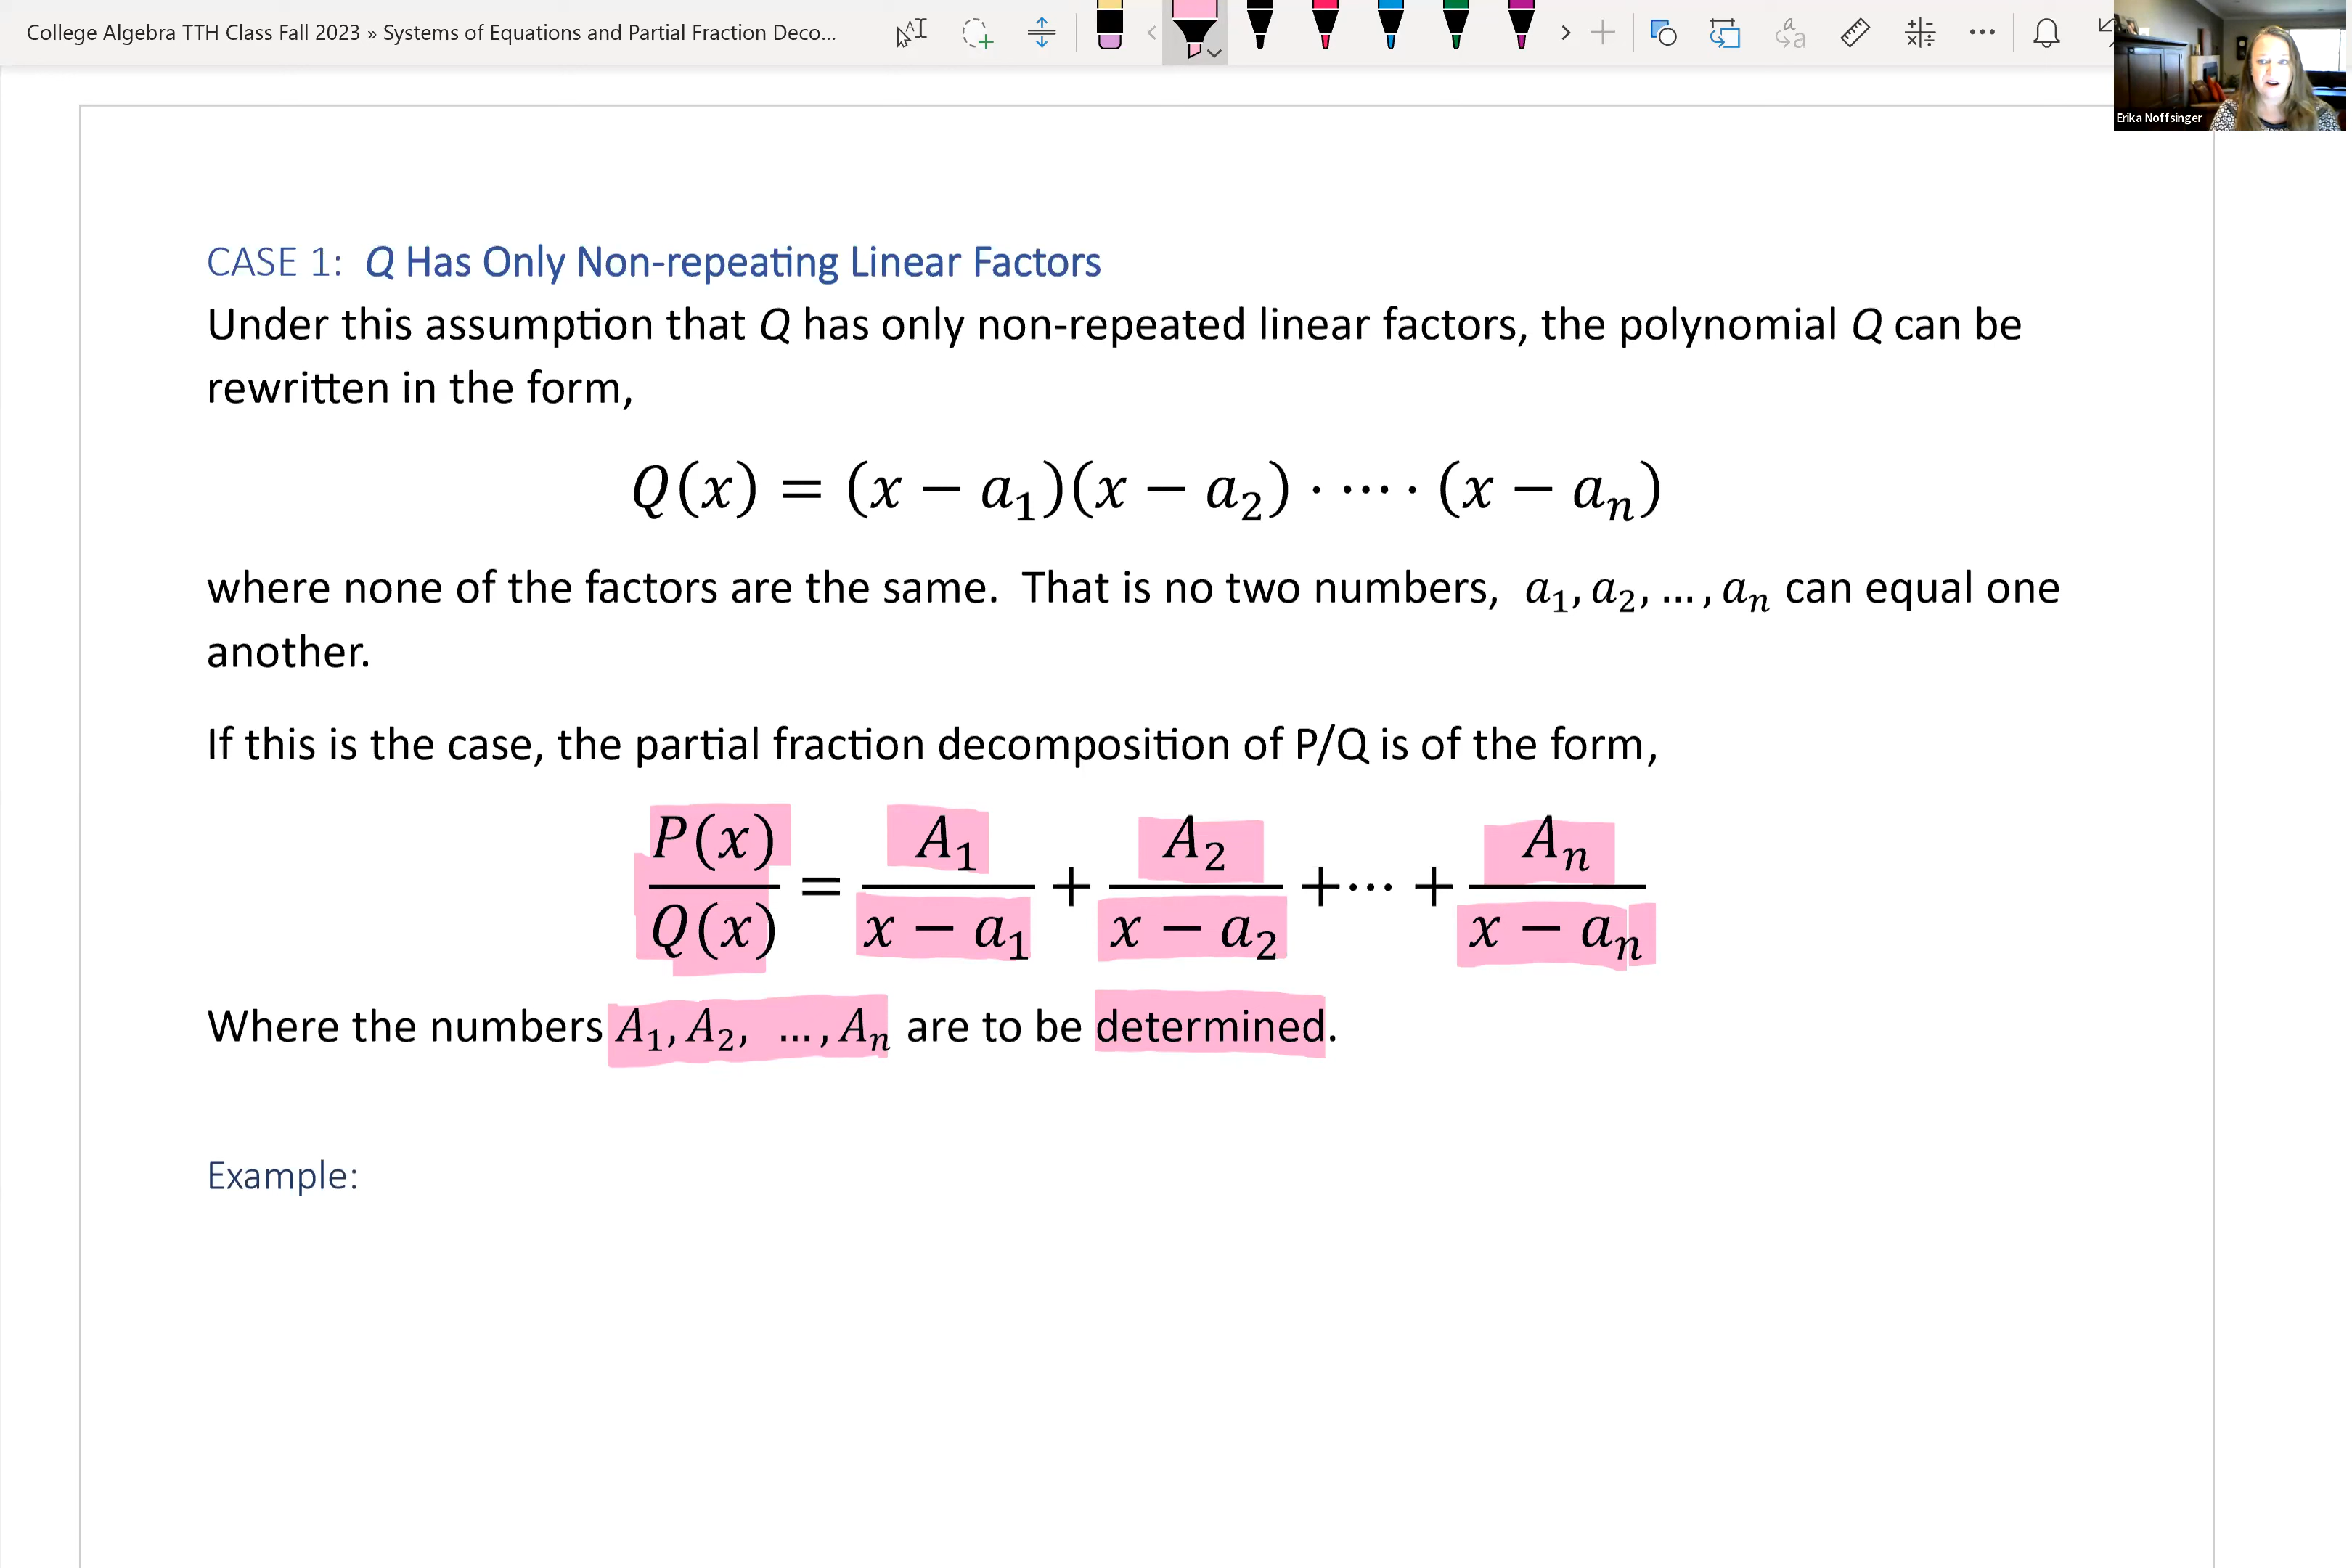 College Algebra TTH Class Fall 2023 » Systems of Equations and Partial Fraction Deco...
Erika Noffsinger
CASE 1: Q Has Only Non-repeating Linear Factors
Under this assumption that Q has only non-repeated linear factors, the polynomial Q can be
rewritten in the form,
Q(x) = (x − a₁)(x − a₂) · ⋯ · (x − aₙ)
where none of the factors are the same. That is no two numbers, a₁, a₂, … , aₙ can equal one
another.
If this is the case, the partial fraction decomposition of P/Q is of the form,
P(x)/Q(x) = A₁/(x − a₁) + A₂/(x − a₂) +⋯ + Aₙ/(x − aₙ)
Where the numbers A₁, A₂, … , Aₙ are to be determined.
Example: